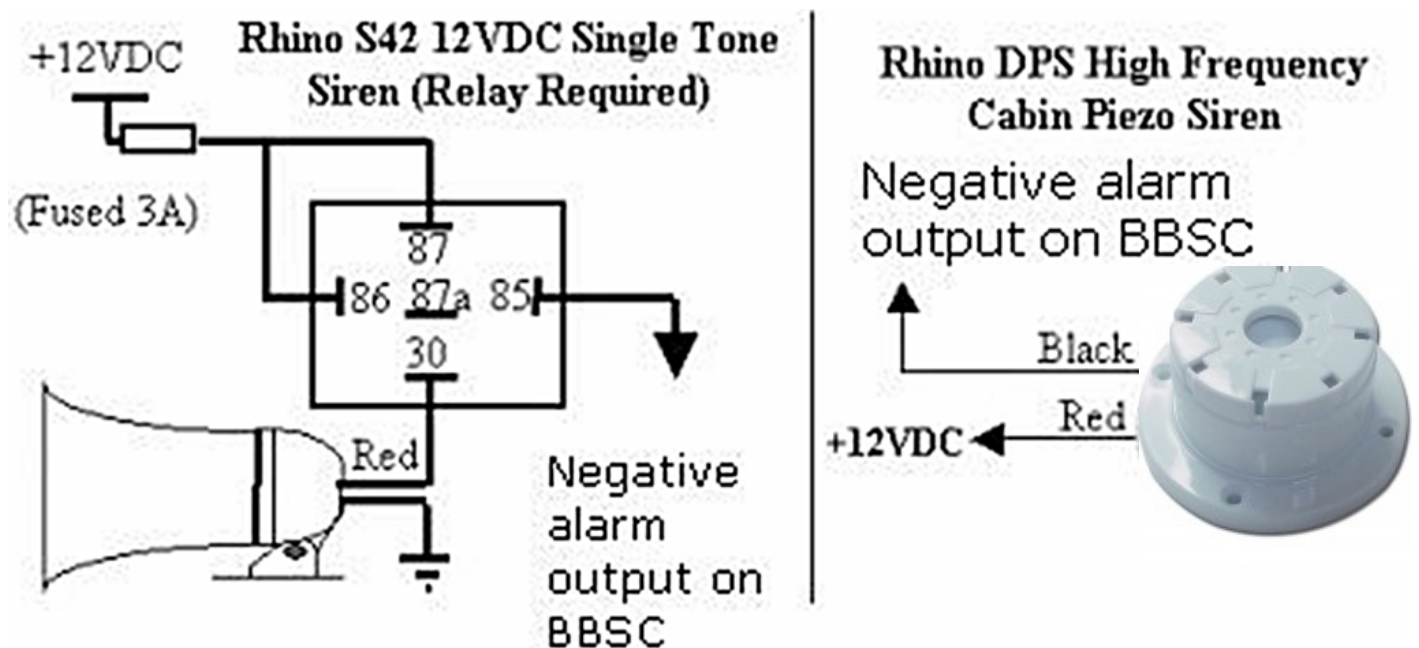 Rhino S42 12VDC Single Tone
Siren (Relay Required)
+12VDC
(Fused 3A)
87
86 87a 85
30
Red
Negative
alarm
output on
BBSC
Rhino DPS High Frequency
Cabin Piezo Siren
Negative alarm
output on BBSC
Black
Red
+12VDC